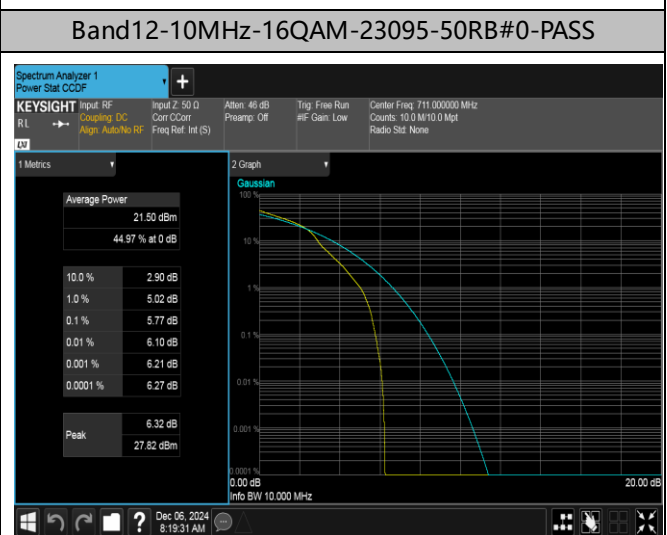 Band12-10MHz-16QAM-23095-50RB#0-PASS
Spectrum Analyzer 1
Power Stat CCDF
+
KEYSIGHT
RL
LXI
Input: RF
Coupling: DC
Align: Auto/No RF
Input Z: 50 Ω
Corr CCorr
Freq Ref: Int (S)
Atten: 46 dB
Preamp: Off
Trig: Free Run
#IF Gain: Low
Center Freq: 711.000000 MHz
Counts: 10.0 M/10.0 Mpt
Radio Std: None
1 Metrics
Average Power
21.50 dBm
44.97 % at 0 dB
10.0 % 2.90 dB
1.0 % 5.02 dB
0.1 % 5.77 dB
0.01 % 6.10 dB
0.001 % 6.21 dB
0.0001 % 6.27 dB
Peak
6.32 dB
27.82 dBm
2 Graph
Gaussian
100 %
10 %
1 %
0.1 %
0.01 %
0.001 %
0.0001 %
0.00 dB 20.00 dB
Info BW 10.000 MHz
?
Dec 06, 2024
8:19:31 AM